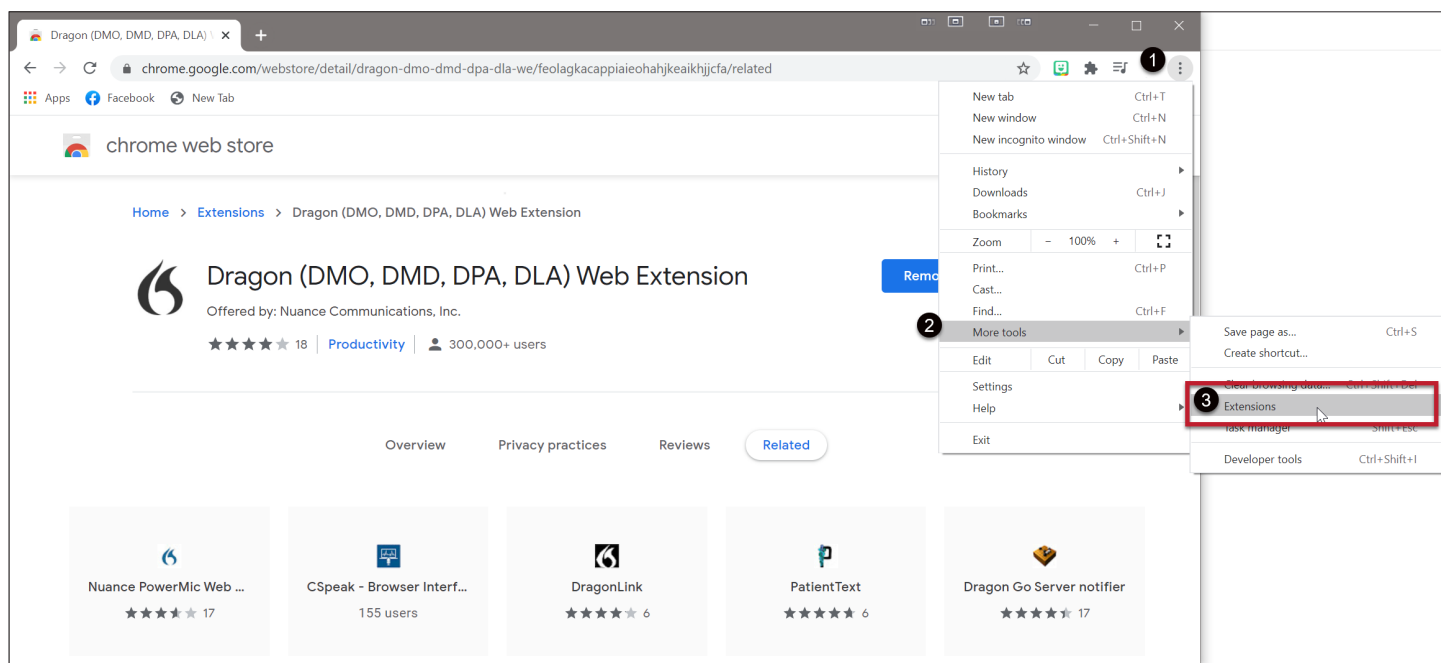 Dragon (DMO, DMD, DPA, DLA) \
chrome.google.com/webstore/detail/dragon-dmo-dmd-dpa-dla-we/feolagkacappiaieohahjkeaikhjjcfa/related
1
Apps Facebook New Tab
chrome web store
Home > Extensions > Dragon (DMO, DMD, DPA, DLA) Web Extension
Dragon (DMO, DMD, DPA, DLA) Web Extension
Remo
Offered by: Nuance Communications, Inc.
18 Productivity 300,000+ users
Overview Privacy practices Reviews Related
Nuance PowerMic Web ...
17
CSpeak - Browser Interf...
155 users
DragonLink
6
PatientText
6
Dragon Go Server notifier
17
New tab Ctrl+T
New window Ctrl+N
New incognito window Ctrl+Shift+N
History
Downloads Ctrl+J
Bookmarks
Zoom - 100% +
Print... Ctrl+P
Cast...
Find... Ctrl+F
2 More tools
Edit Cut Copy Paste
Settings
Help
Exit
Save page as... Ctrl+S
Create shortcut...
Clear browsing data... Ctrl+Shift+Del
3 Extensions
Task manager Shift+Esc
Developer tools Ctrl+Shift+I